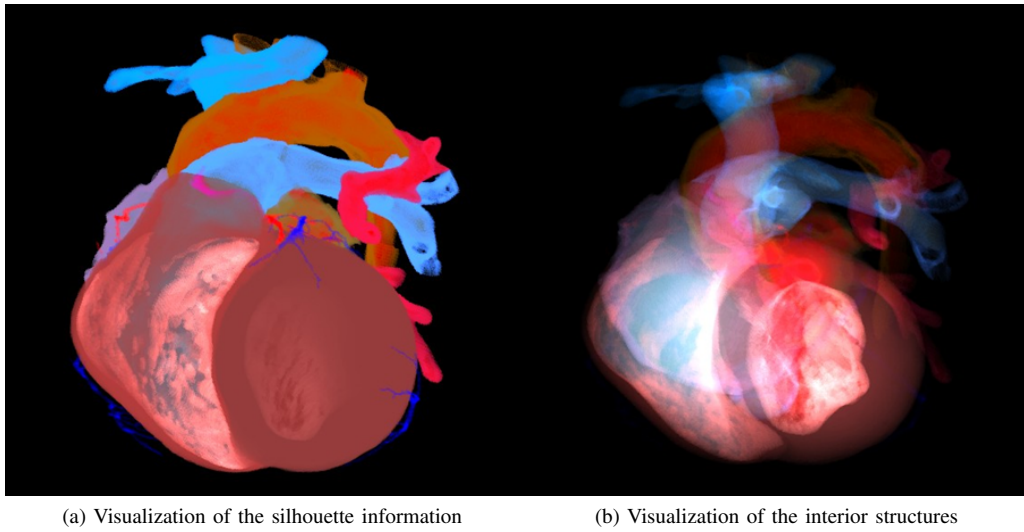 (a) Visualization of the silhouette information
(b) Visualization of the interior structures